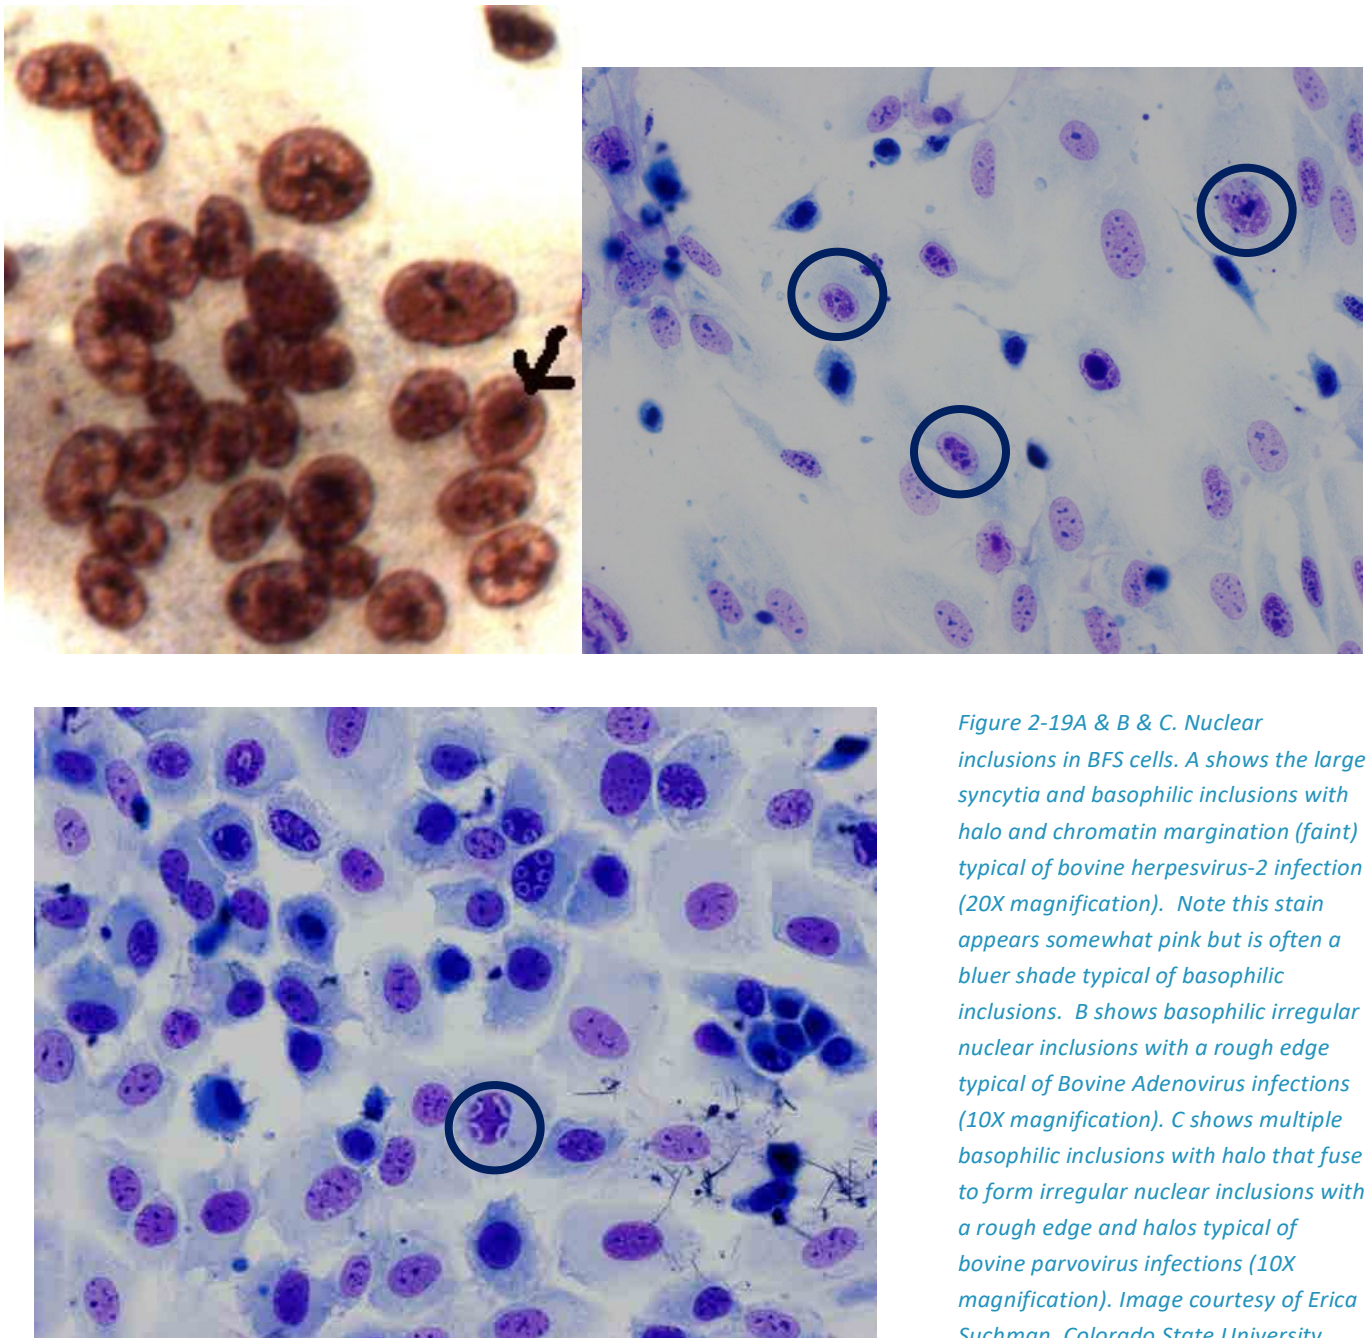 Figure 2-19A & B & C. Nuclear
inclusions in BFS cells. A shows the large
syncytia and basophilic inclusions with
halo and chromatin margination (faint)
typical of bovine herpesvirus-2 infection
(20X magnification). Note this stain
appears somewhat pink but is often a
bluer shade typical of basophilic
inclusions. B shows basophilic irregular
nuclear inclusions with a rough edge
typical of Bovine Adenovirus infections
(10X magnification). C shows multiple
basophilic inclusions with halo that fuse
to form irregular nuclear inclusions with
a rough edge and halos typical of
bovine parvovirus infections (10X
magnification). Image courtesy of Erica
Suchman, Colorado State University